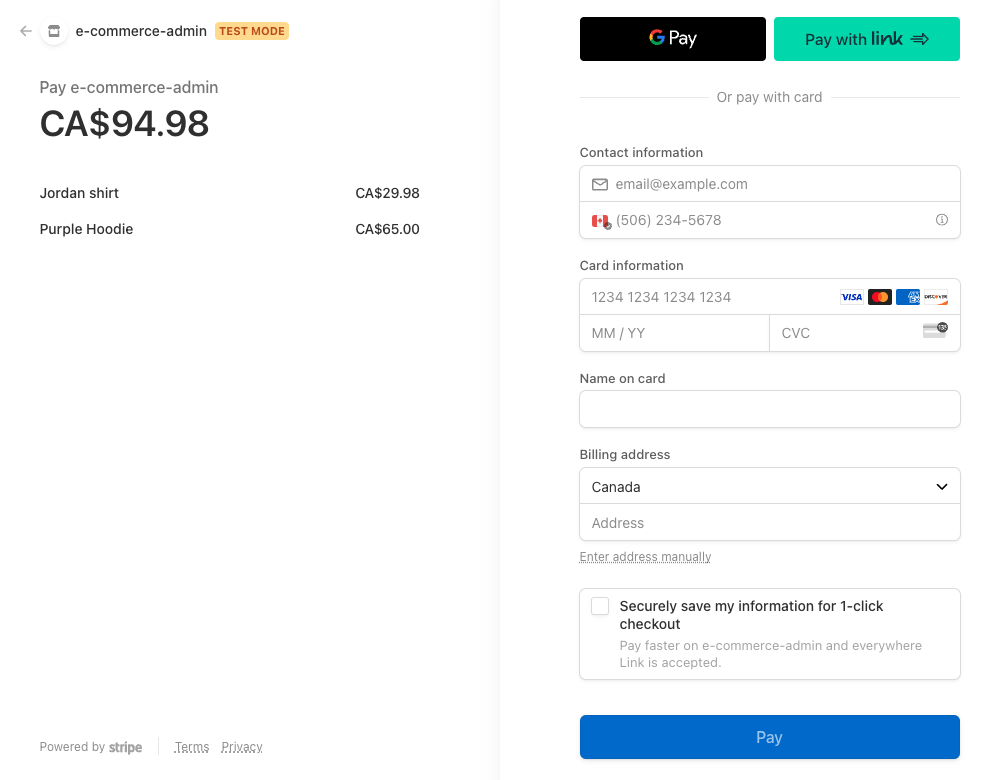 e-commerce-admin TEST MODE
Pay e-commerce-admin
CA$94.98
Jordan shirt CA$29.98
Purple Hoodie CA$65.00
Powered by stripe Terms Privacy
G Pay Pay with link
Or pay with card
Contact information
email@example.com
(506) 234-5678
Card information
1234 1234 1234 1234 VISA AMEX DISCOVER
MM / YY CVC 135
Name on card
Billing address
Canada
Address
Enter address manually
Securely save my information for 1-click
checkout
Pay faster on e-commerce-admin and everywhere
Link is accepted.
Pay